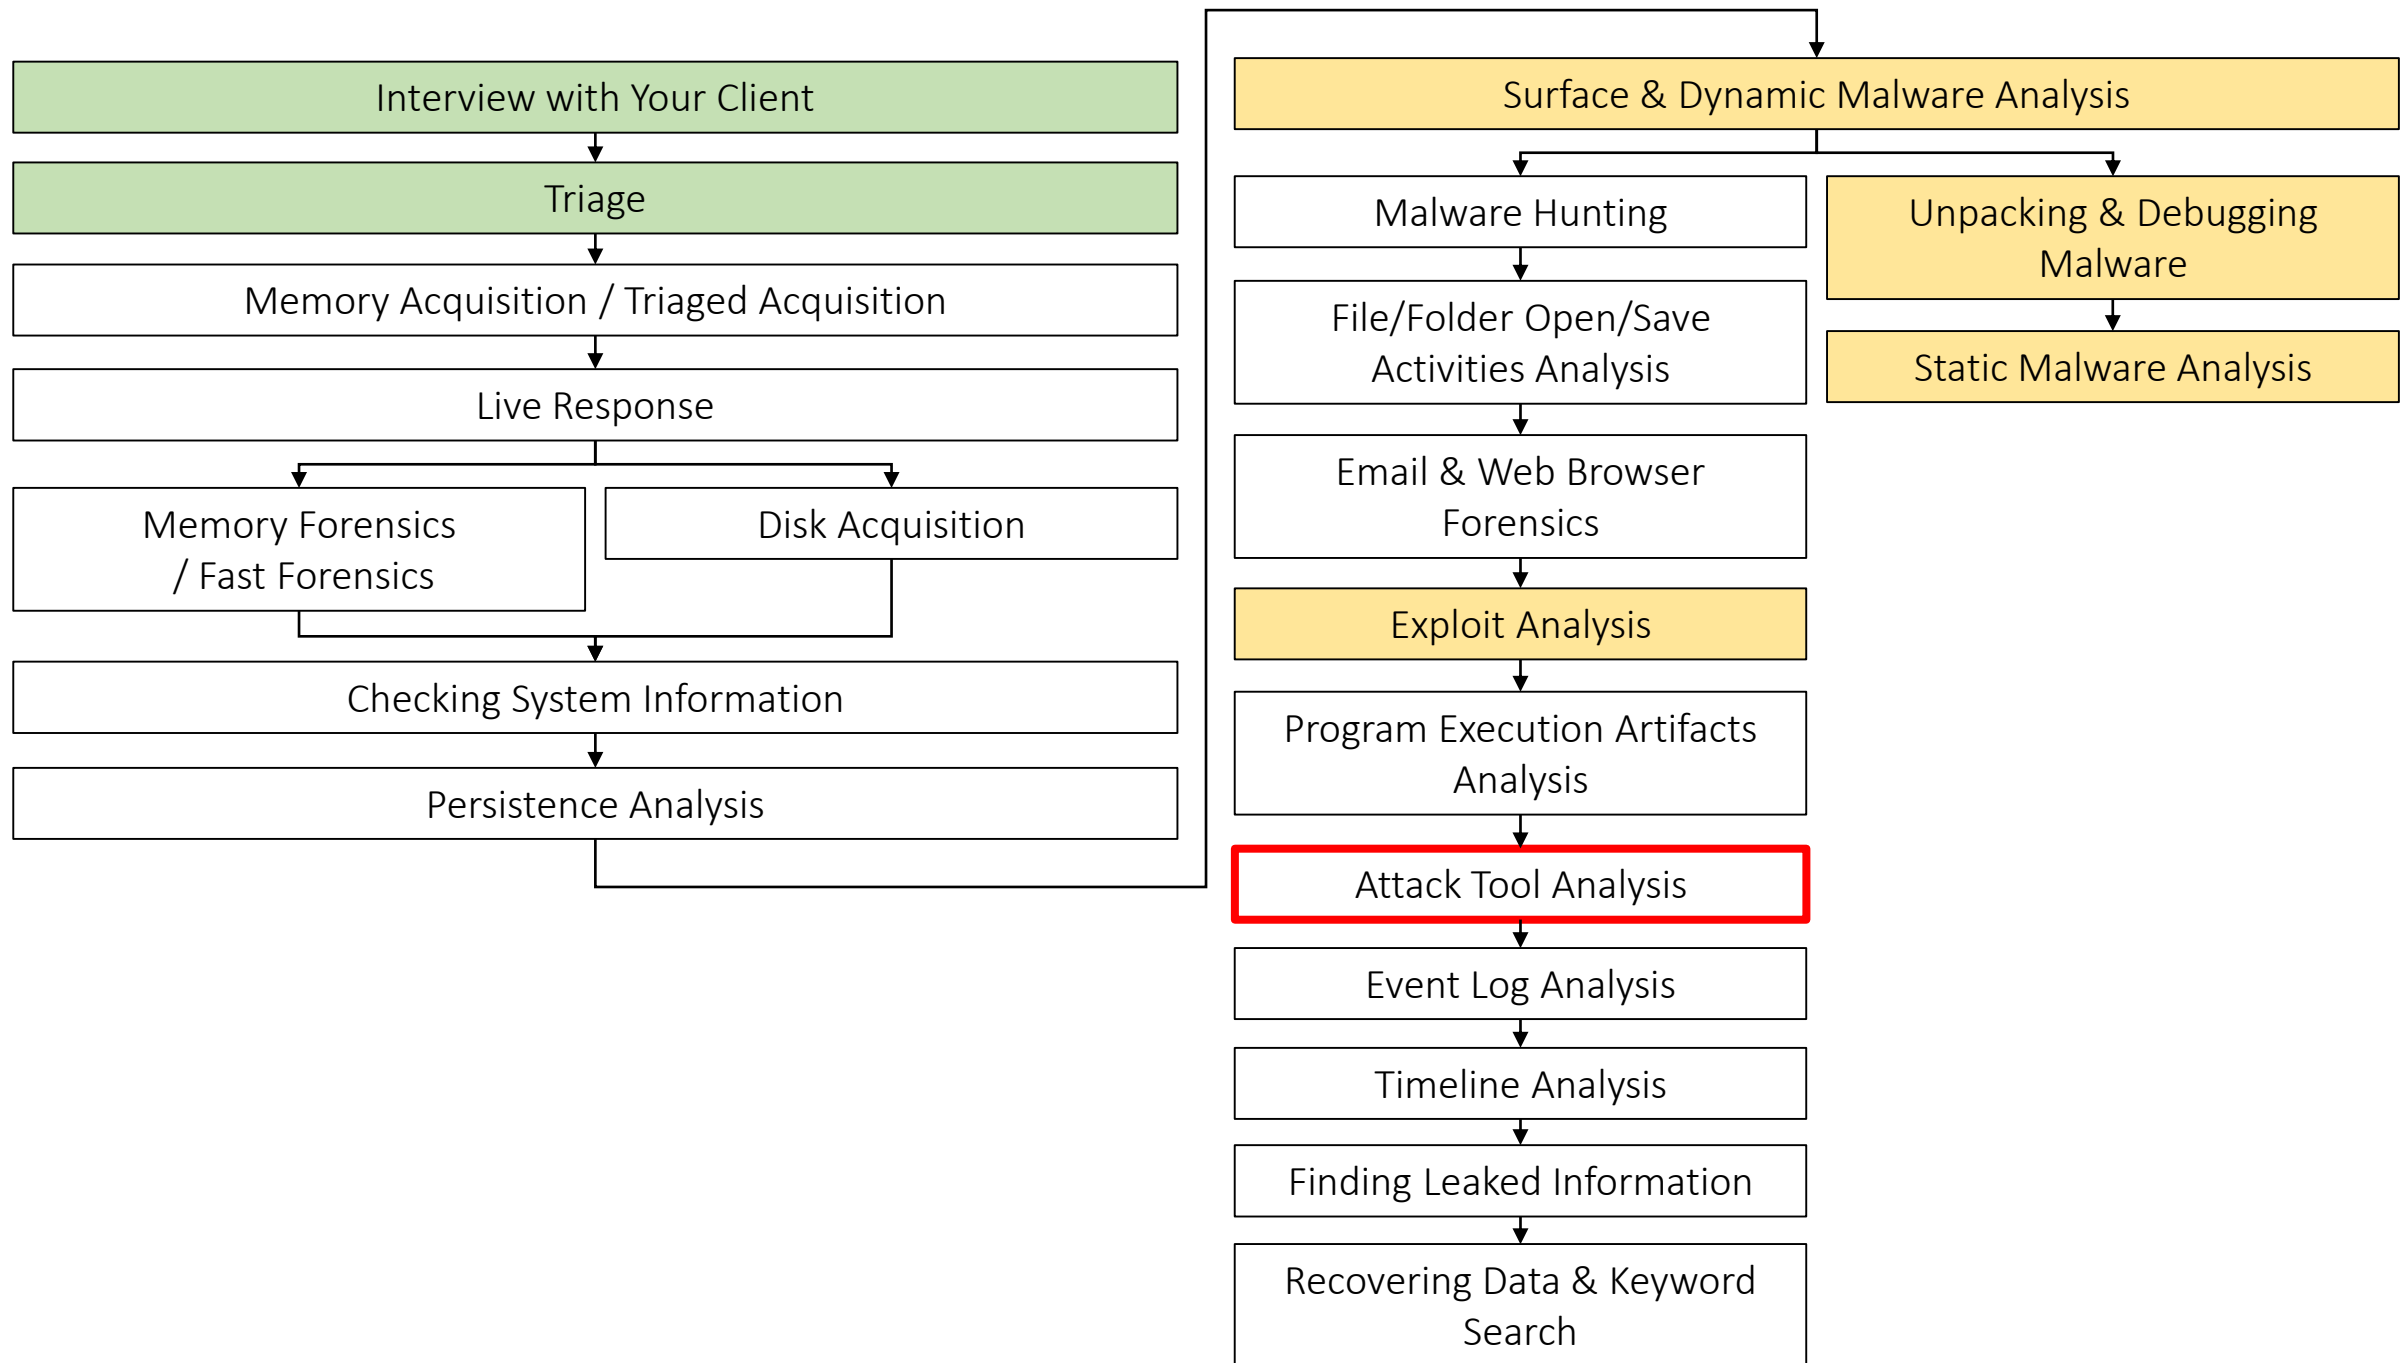 Interview with Your Client
Triage
Memory Acquisition / Triaged Acquisition
Live Response
Memory Forensics
/ Fast Forensics
Disk Acquisition
Checking System Information
Persistence Analysis
Surface & Dynamic Malware Analysis
Malware Hunting
File/Folder Open/Save
Activities Analysis
Email & Web Browser
Forensics
Exploit Analysis
Program Execution Artifacts
Analysis
Attack Tool Analysis
Event Log Analysis
Timeline Analysis
Finding Leaked Information
Recovering Data & Keyword
Search
Unpacking & Debugging
Malware
Static Malware Analysis